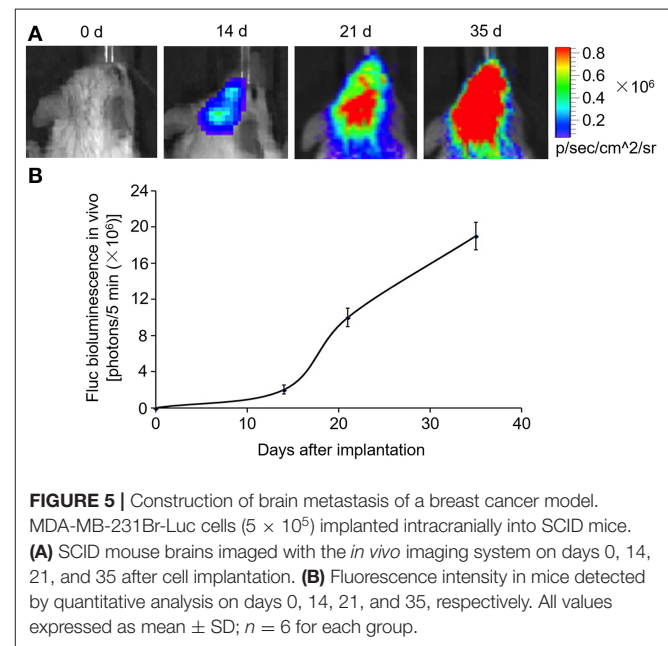 A
0 d 14 d 21 d 35 d
0.8
0.6
0.4
0.2
×10⁶
p/sec/cm^2/sr
B
Fluc bioluminescence in vivo
[photons/5 min (×10⁶)]
24
20
16
12
8
4
0
0 10 20 30 40
Days after implantation
FIGURE 5 | Construction of brain metastasis of a breast cancer model.
MDA-MB-231Br-Luc cells (5 × 10⁵) implanted intracranially into SCID mice.
(A) SCID mouse brains imaged with the in vivo imaging system on days 0, 14,
21, and 35 after cell implantation. (B) Fluorescence intensity in mice detected
by quantitative analysis on days 0, 14, 21, and 35, respectively. All values
expressed as mean ± SD; n = 6 for each group.